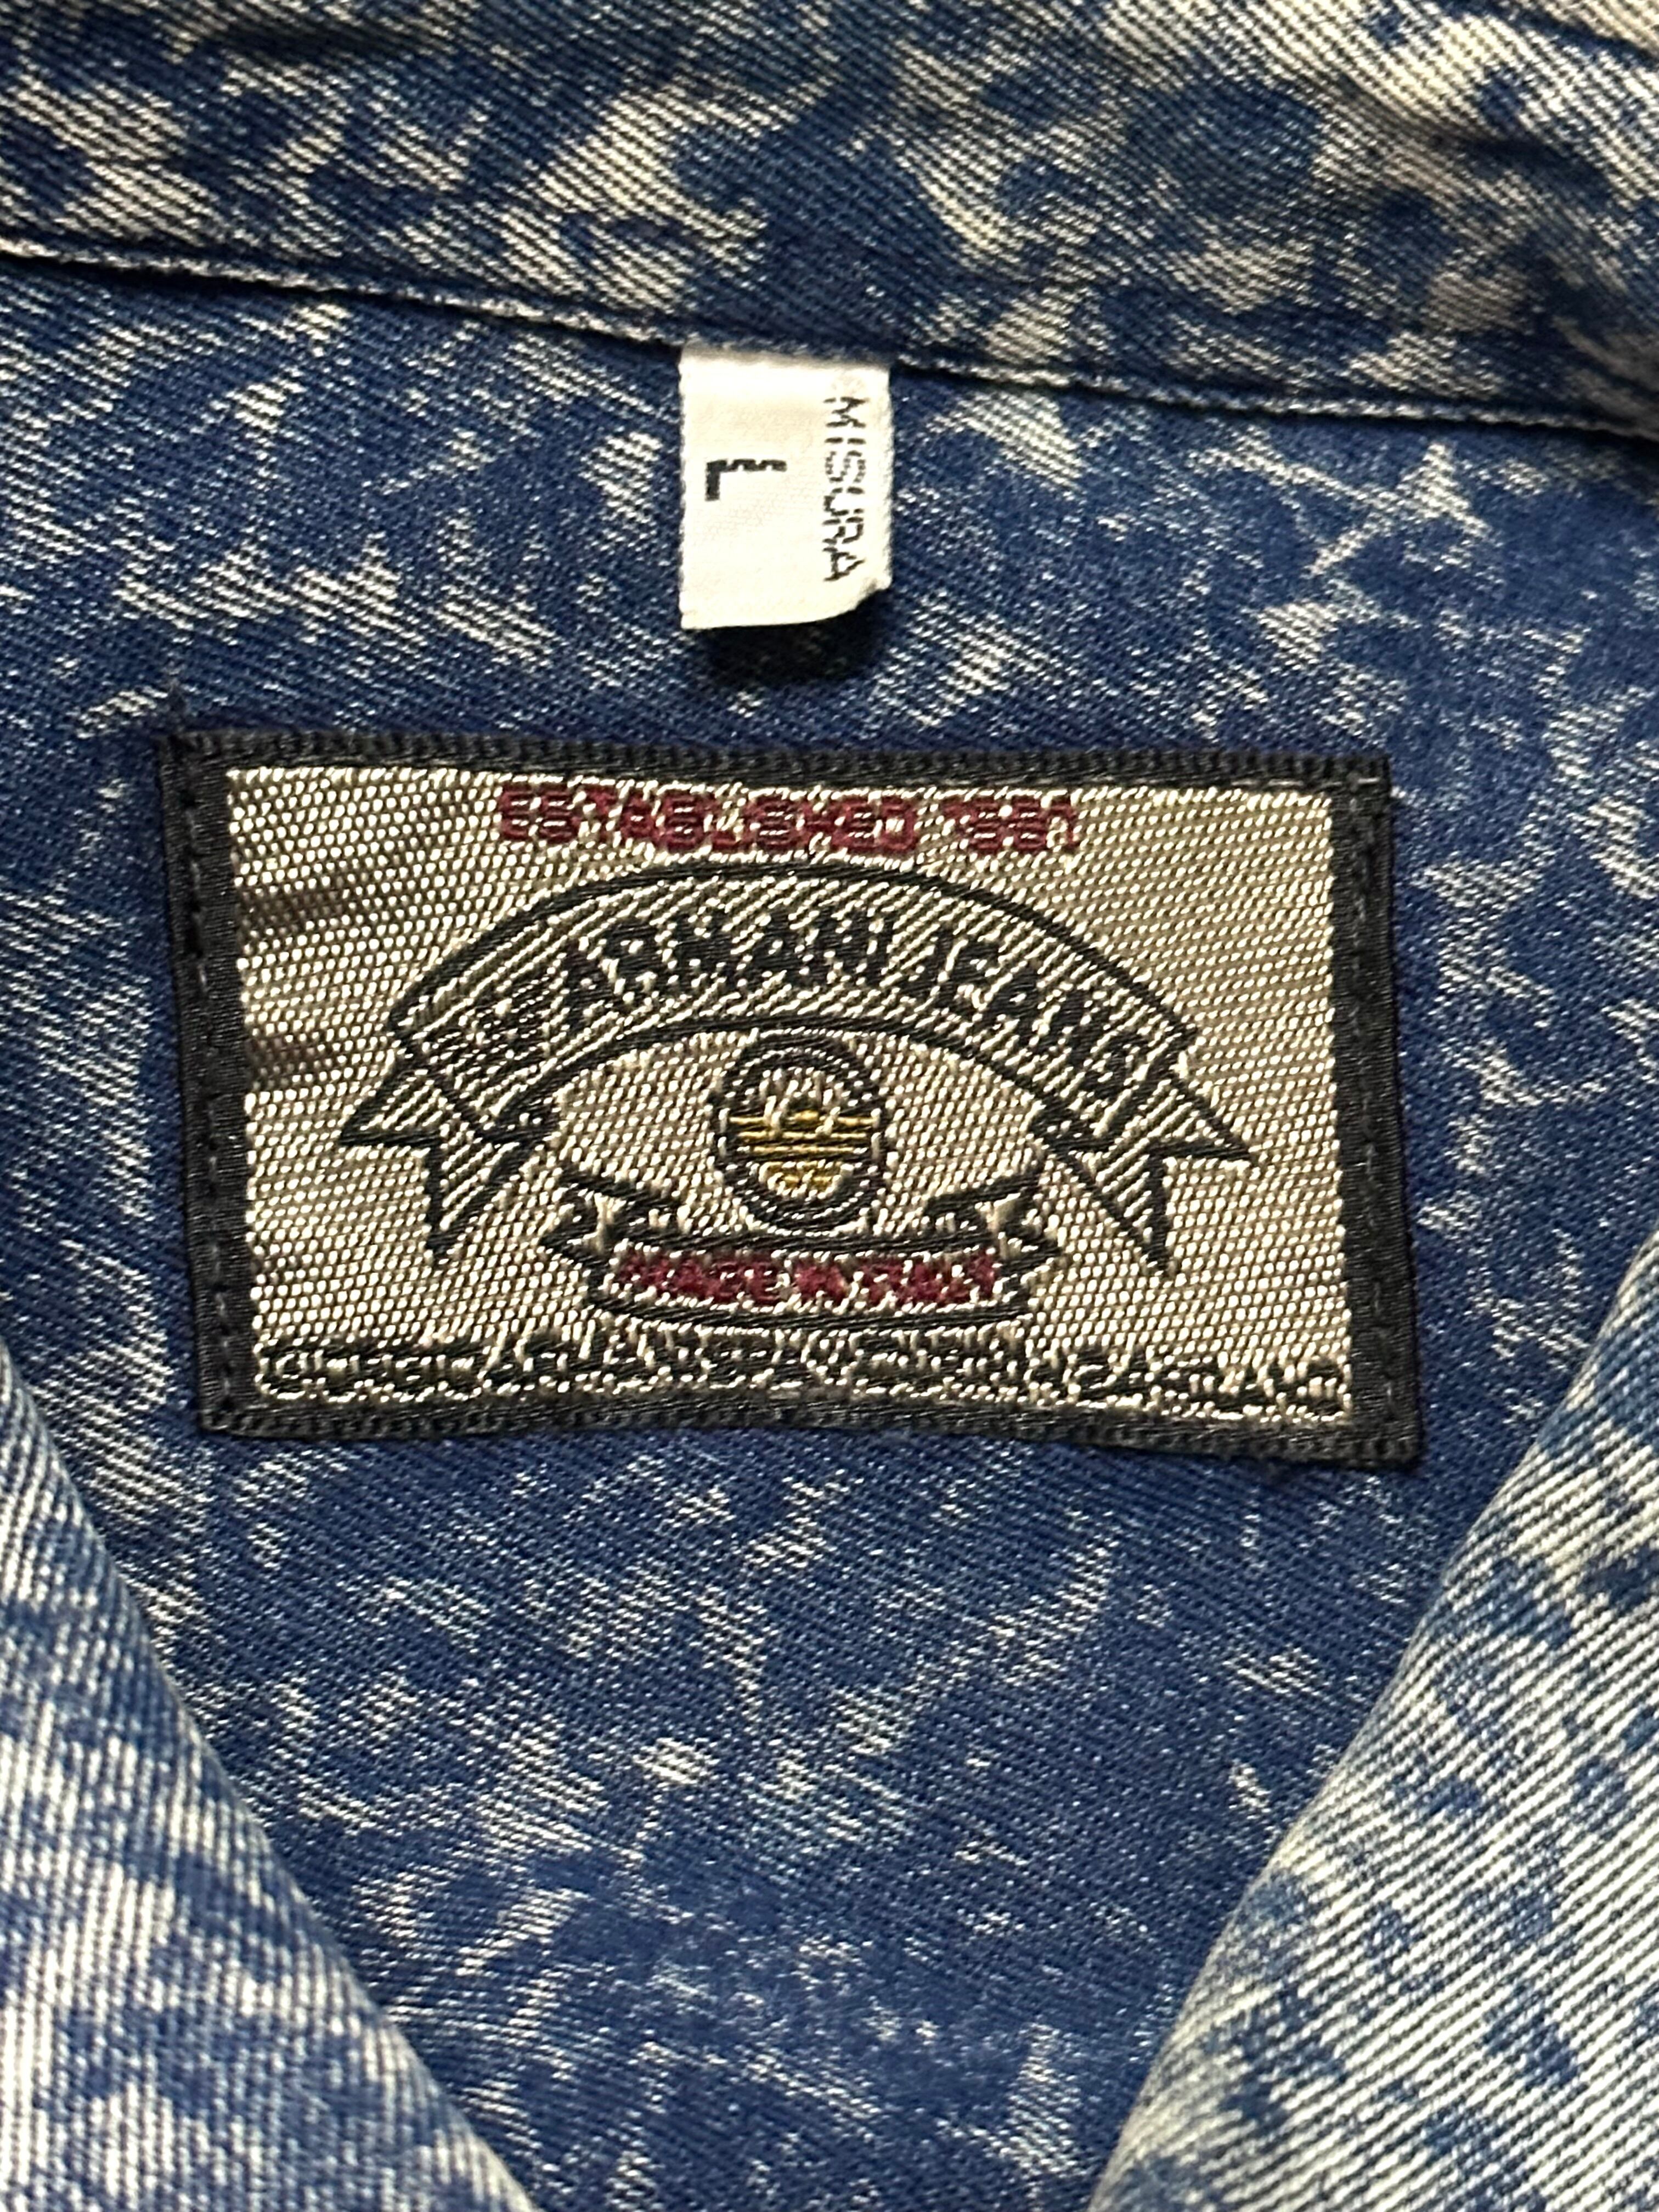 MISURA
L
ESTABLISHED 1981
ARMANI JEANS
MADE IN ITALY